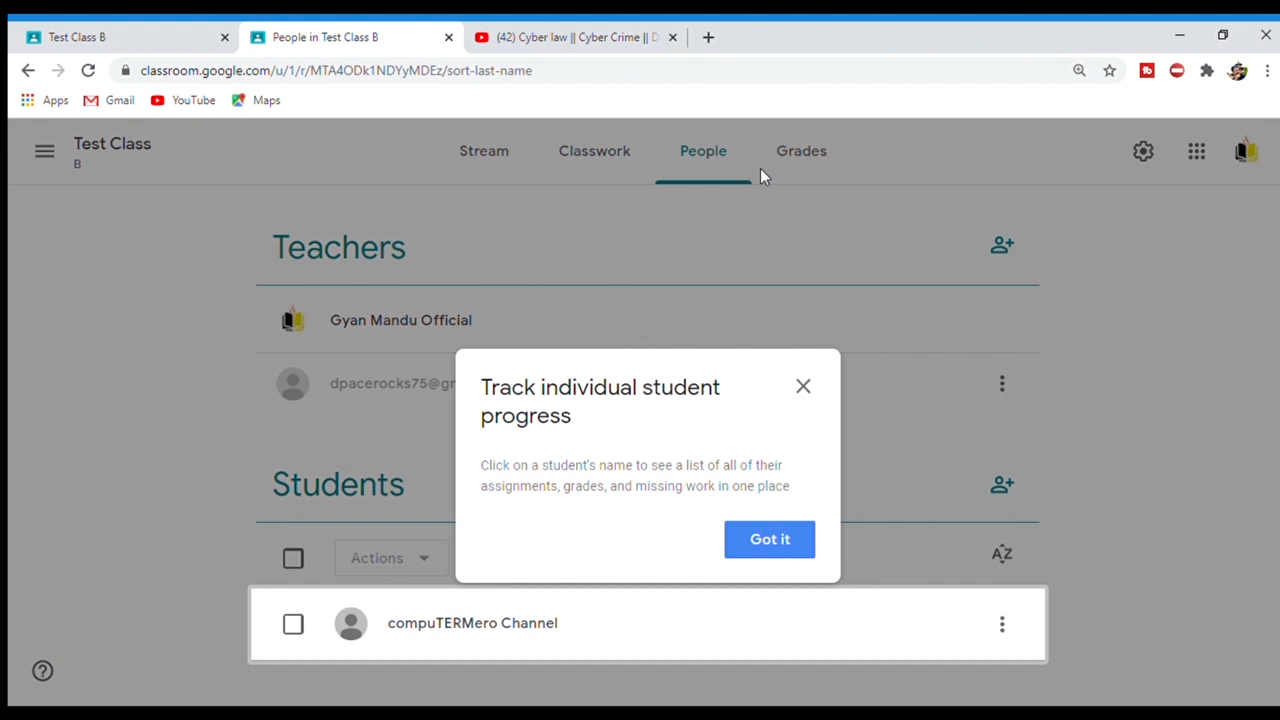 Test Class B
People in Test Class B
(42) Cyber law || Cyber Crime ||
classroom.google.com/u/1/r/MTA4ODk1NDYyMDEz/sort-last-name
Apps
Gmail
YouTube
Maps
Test Class
B
Stream
Classwork
People
Grades
Teachers
Gyan Mandu Official
dpacerocks75@gm
Track individual student
progress
Click on a student's name to see a list of all of their
assignments, grades, and missing work in one place
Got it
Students
Actions
AZ
compuTERMero Channel